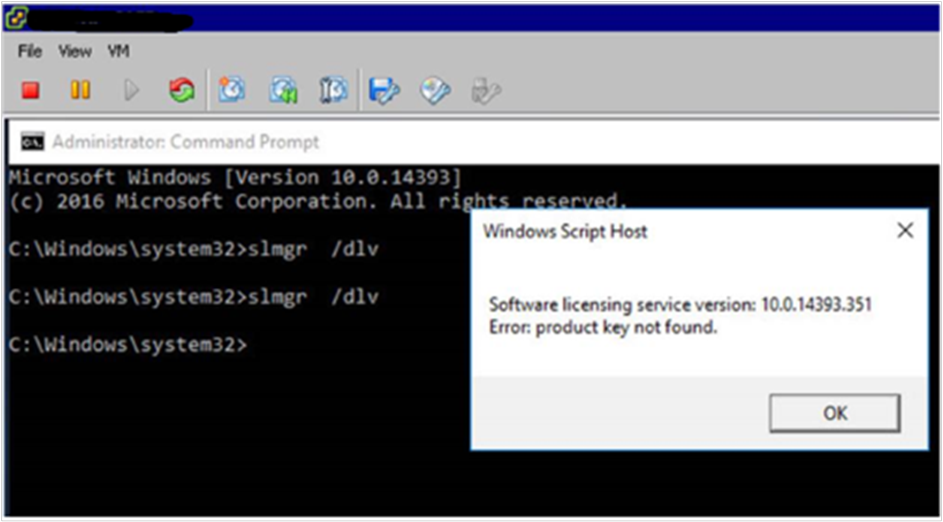 File View VM
Administrator: Command Prompt
Microsoft Windows [Version 10.0.14393]
(c) 2016 Microsoft Corporation. All rights reserved.
C:\Windows\system32>slmgr  /dlv
C:\Windows\system32>slmgr  /dlv
C:\Windows\system32>
Windows Script Host
Software licensing service version: 10.0.14393.351
Error: product key not found.
OK